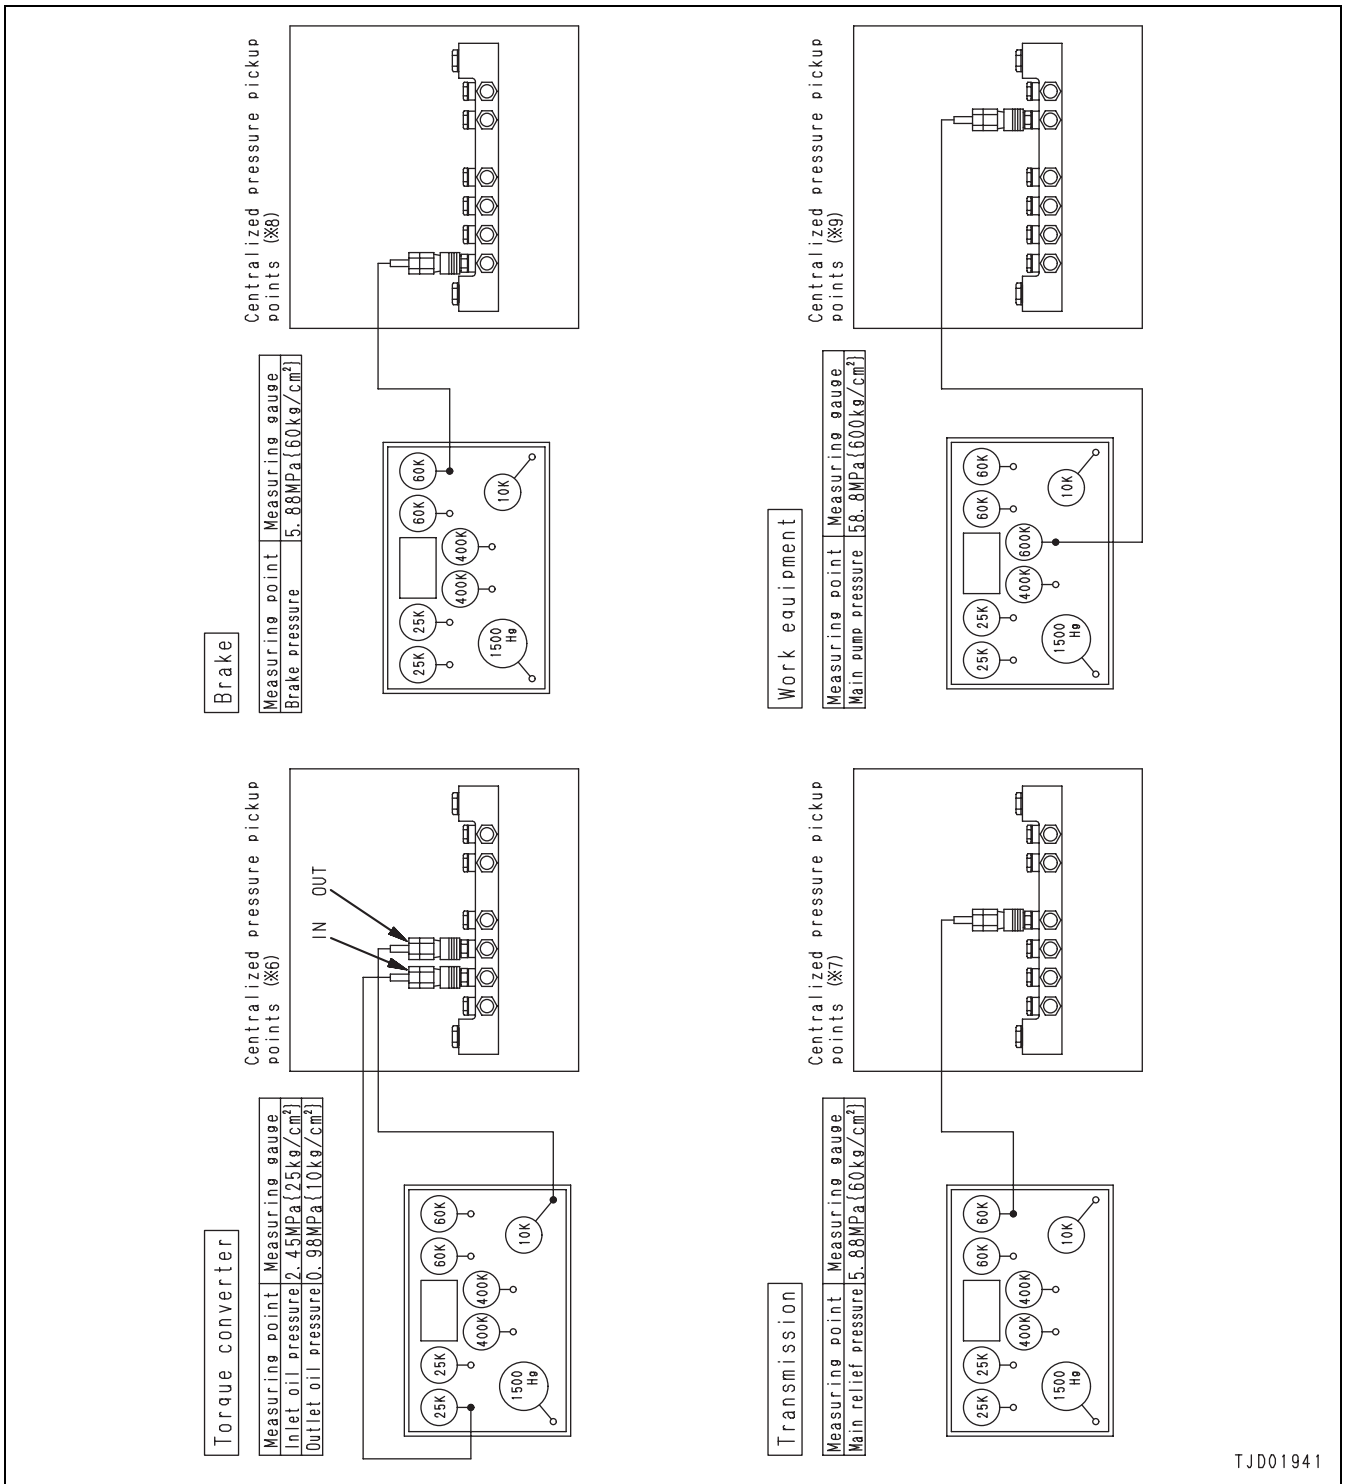 Torque converter
Measuring point Measuring gauge
Inlet oil pressure 2. 45MPa{25kg/cm²}
Outlet oil pressure 0. 98MPa{10kg/cm²}
25K 25K 60K 60K
400K 400K
1500
Hg
10K
Centralized pressure pickup
points (※6)
IN OUT
Brake
Measuring point Measuring gauge
Brake pressure 5. 88MPa{60kg/cm²}
25K 25K 60K 60K
400K 400K
1500
Hg
10K
Centralized pressure pickup
points (※8)
Transmission
Measuring point Measuring gauge
Main relief pressure 5. 88MPa{60kg/cm²}
25K 25K 60K 60K
400K 400K
1500
Hg
10K
Centralized pressure pickup
points (※7)
Work equipment
Measuring point Measuring gauge
Main pump pressure 58. 8MPa{600kg/cm²}
25K 25K 60K 60K
400K 600K
1500
Hg
10K
Centralized pressure pickup
points (※9)
TJD01941